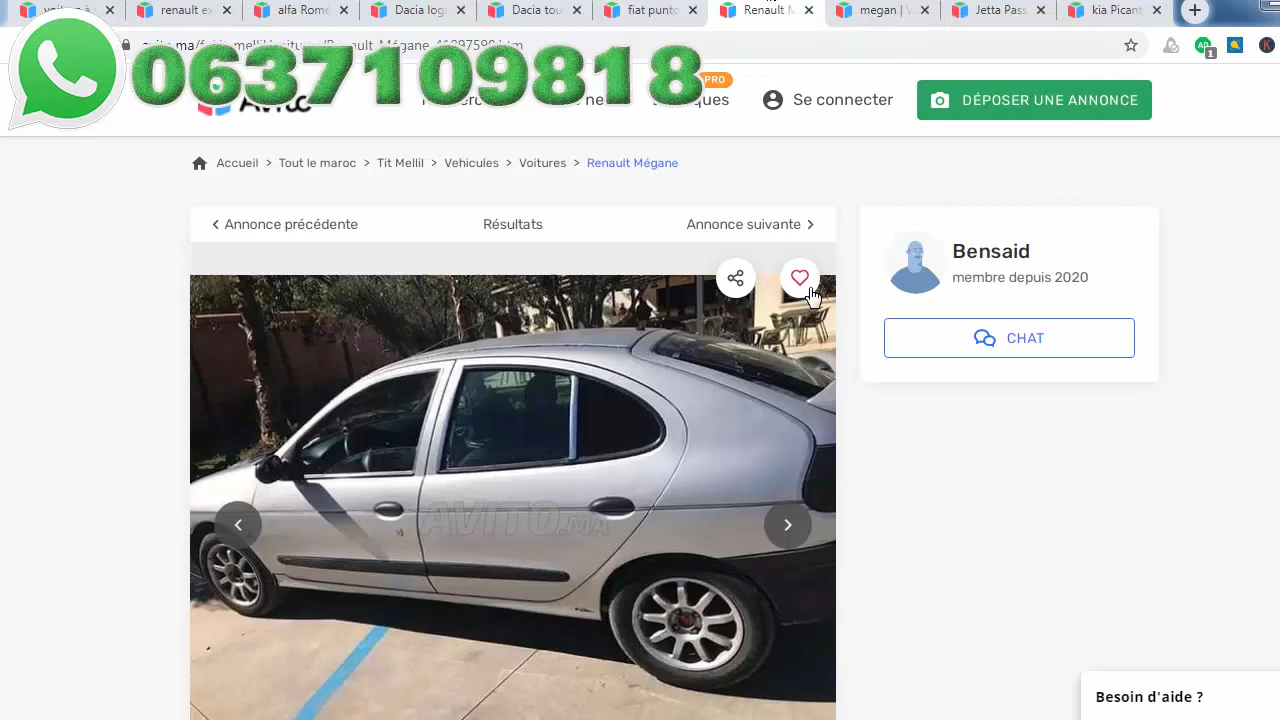 renault e
alfa Romé
Dacia log
Dacia tou
fiat punto
Renault M
megan | V
Jetta Pass
kia Picant
0637109818
PRO
Se connecter
DÉPOSER UNE ANNONCE
Accueil > Tout le maroc > Tit Mellil > Vehicules > Voitures > Renault Mégane
Annonce précédente
Résultats
Annonce suivante
Bensaid
membre depuis 2020
CHAT
AVITO.MA
Besoin d'aide ?